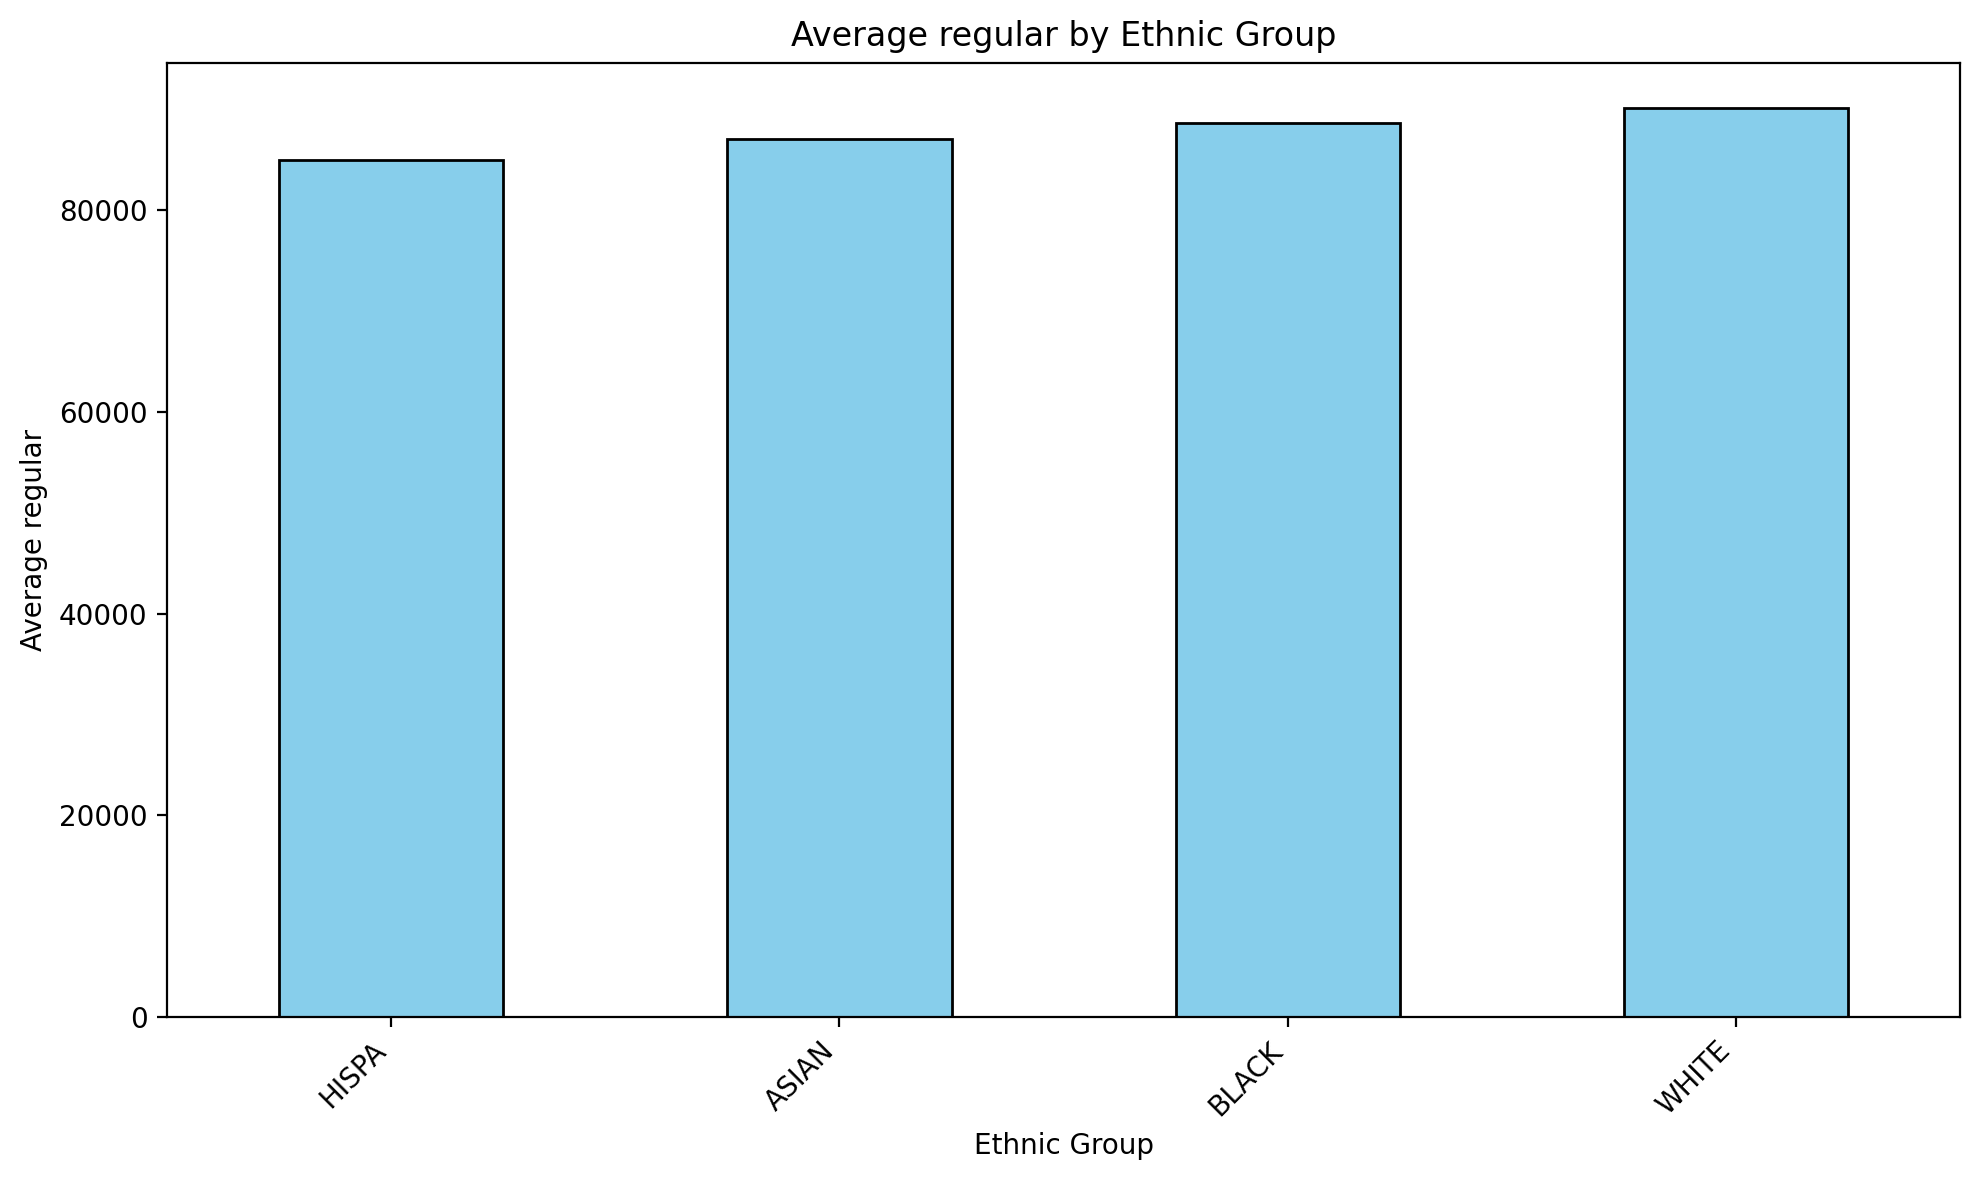 Average regular by Ethnic Group
Average regular
80000
60000
40000
20000
0
HISPA
ASIAN
BLACK
WHITE
Ethnic Group